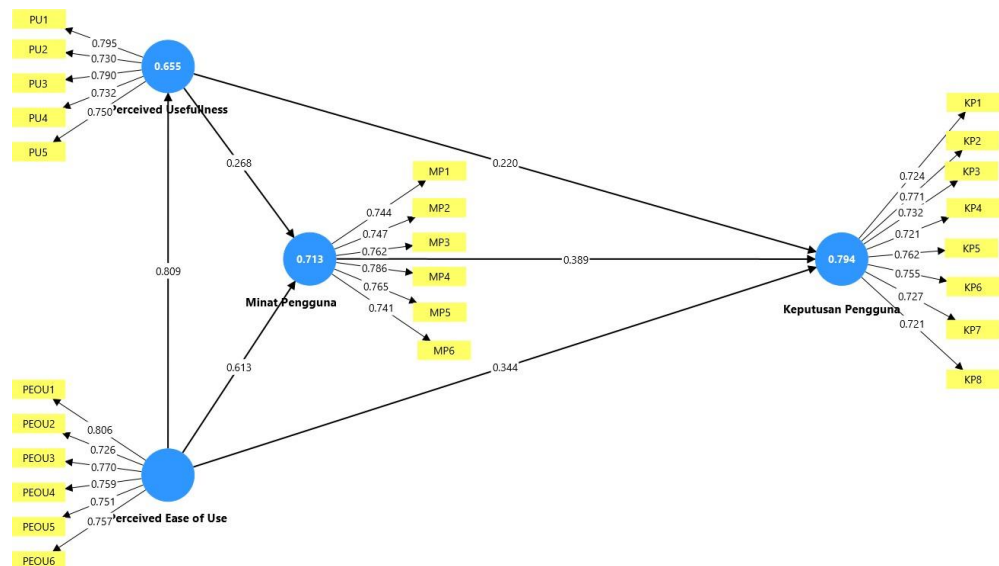 PU1
PU2
PU3
PU4
PU5
0.795
0.730
0.790
0.732
0.750
0.655
Perceived Usefullness
0.268
0.220
0.809
MP1
MP2
MP3
MP4
MP5
MP6
0.744
0.747
0.762
0.786
0.765
0.741
0.713
Minat Pengguna
0.389
0.613
0.344
KP1
KP2
KP3
KP4
KP5
KP6
KP7
KP8
0.724
0.771
0.732
0.721
0.762
0.755
0.727
0.721
0.794
Keputusan Pengguna
PEOU1
PEOU2
PEOU3
PEOU4
PEOU5
PEOU6
0.806
0.726
0.770
0.759
0.751
0.757
Perceived Ease of Use